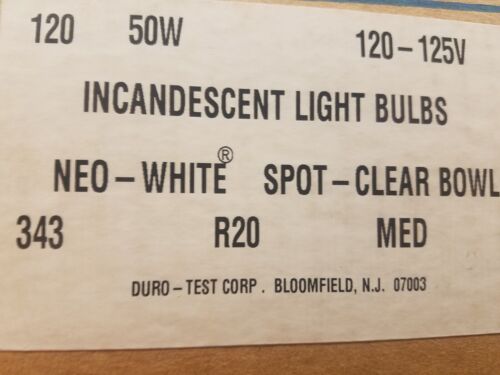 120 50W 120-125V
INCANDESCENT LIGHT BULBS
NEO-WHITE® SPOT-CLEAR BOWL
343 R20 MED
DURO-TEST CORP. BLOOMFIELD, N.J. 07003